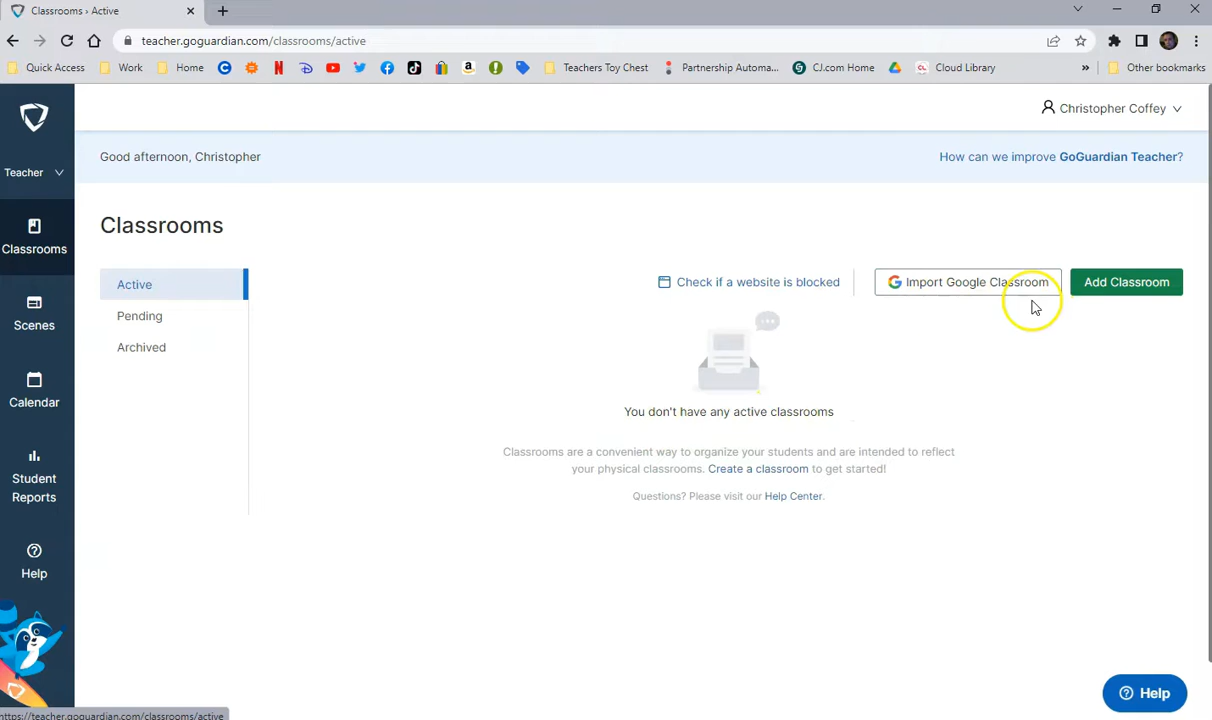 Classrooms › Active
teacher.goguardian.com/classrooms/active
Quick Access Work Home Teachers Toy Chest Partnership Automa... CJ.com Home Cloud Library » Other bookmarks
Christopher Coffey
Teacher
Good afternoon, Christopher
How can we improve GoGuardian Teacher?
Classrooms
Classrooms
Scenes
Calendar
Student
Reports
Help
Active
Pending
Archived
Check if a website is blocked
Import Google Classroom
Add Classroom
You don't have any active classrooms
Classrooms are a convenient way to organize your students and are intended to reflect
your physical classrooms. Create a classroom to get started!
Questions? Please visit our Help Center.
Help
https://teacher.goguardian.com/classrooms/active